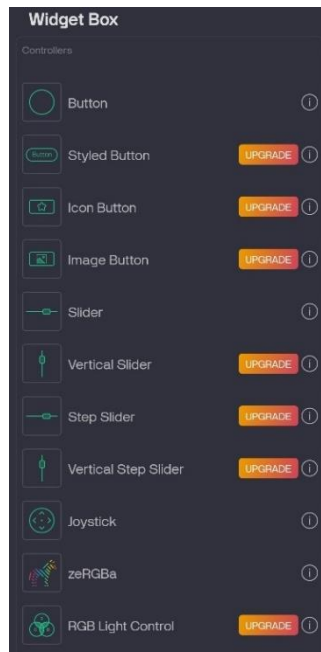 Widget Box
Controllers
Button
Button Styled Button UPGRADE
Icon Button UPGRADE
Image Button UPGRADE
Slider
Vertical Slider UPGRADE
Step Slider UPGRADE
Vertical Step Slider UPGRADE
Joystick
zeRGBa
RGB Light Control UPGRADE